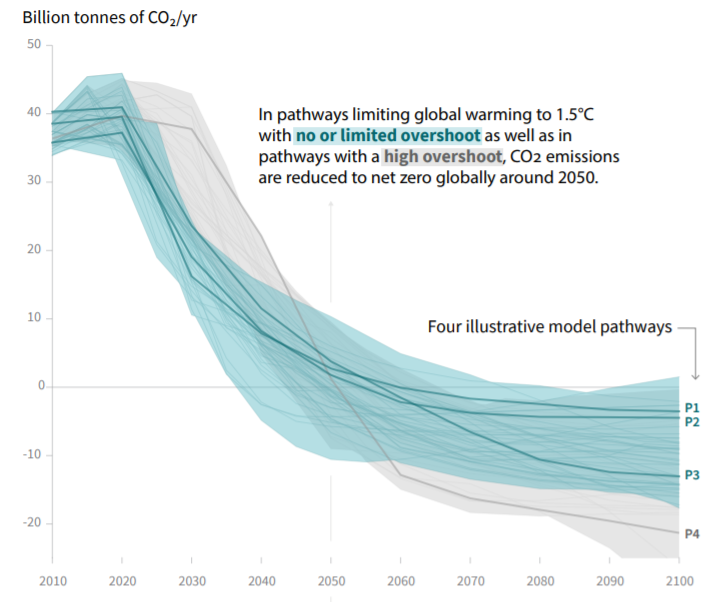 Billion tonnes of CO₂/yr
50
40
In pathways limiting global warming to 1.5°C
with no or limited overshoot as well as in
pathways with a high overshoot, CO2 emissions
are reduced to net zero globally around 2050.
30
20
10
Four illustrative model pathways
0
P1
P2
-10
P3
-20
P4
2010 2020 2030 2040 2050 2060 2070 2080 2090 2100